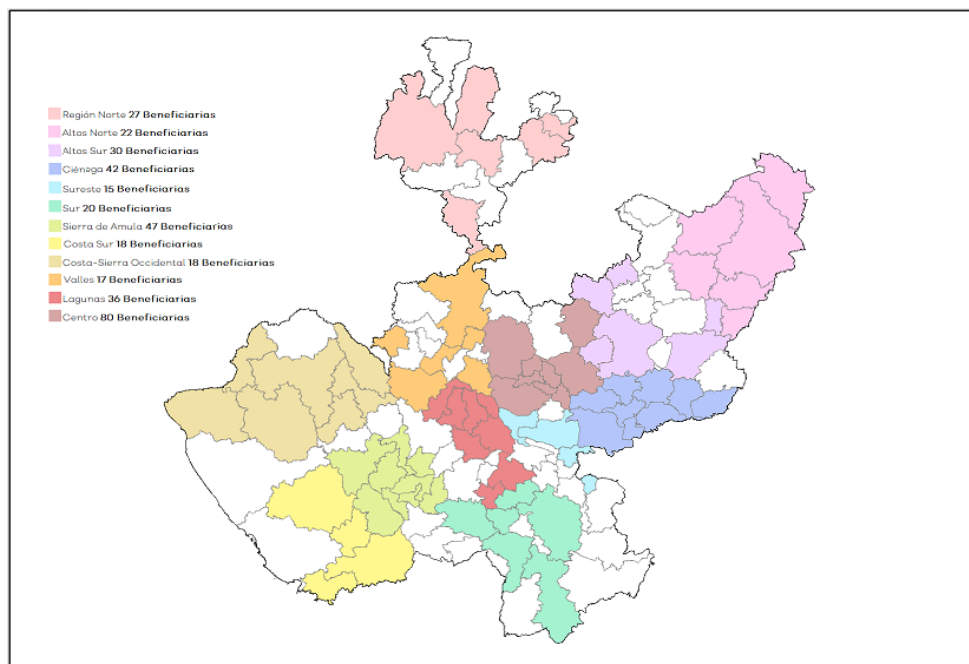 Región Norte 27 Beneficiarias
Altos Norte 22 Beneficiarias
Altos Sur 30 Beneficiarias
Ciénega 42 Beneficiarias
Sureste 15 Beneficiarias
Sur 20 Beneficiarias
Sierra de Amula 47 Beneficiarias
Costa Sur 18 Beneficiarias
Costa-Sierra Occidental 18 Beneficiarias
Valles 17 Beneficiarias
Lagunas 36 Beneficiarias
Centro 80 Beneficiarias